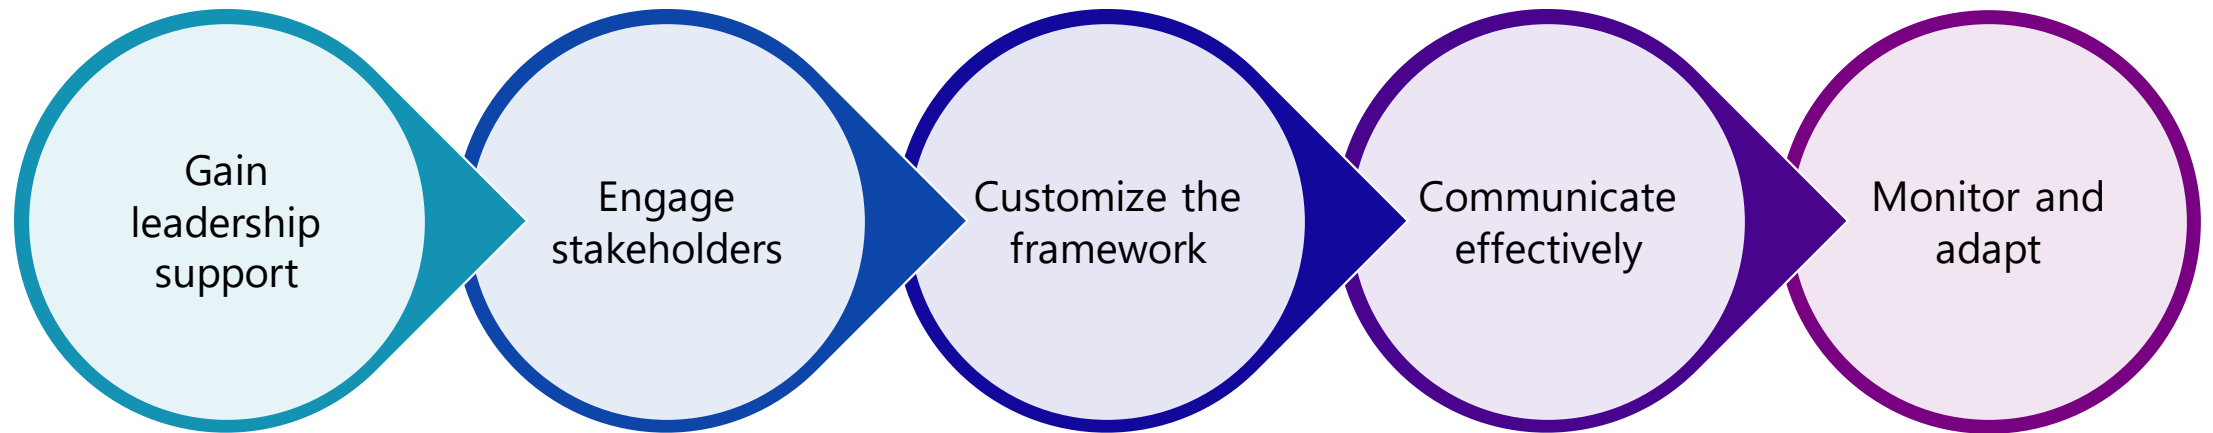 Gain
leadership
support
Engage
stakeholders
Customize the
framework
Communicate
effectively
Monitor and
adapt